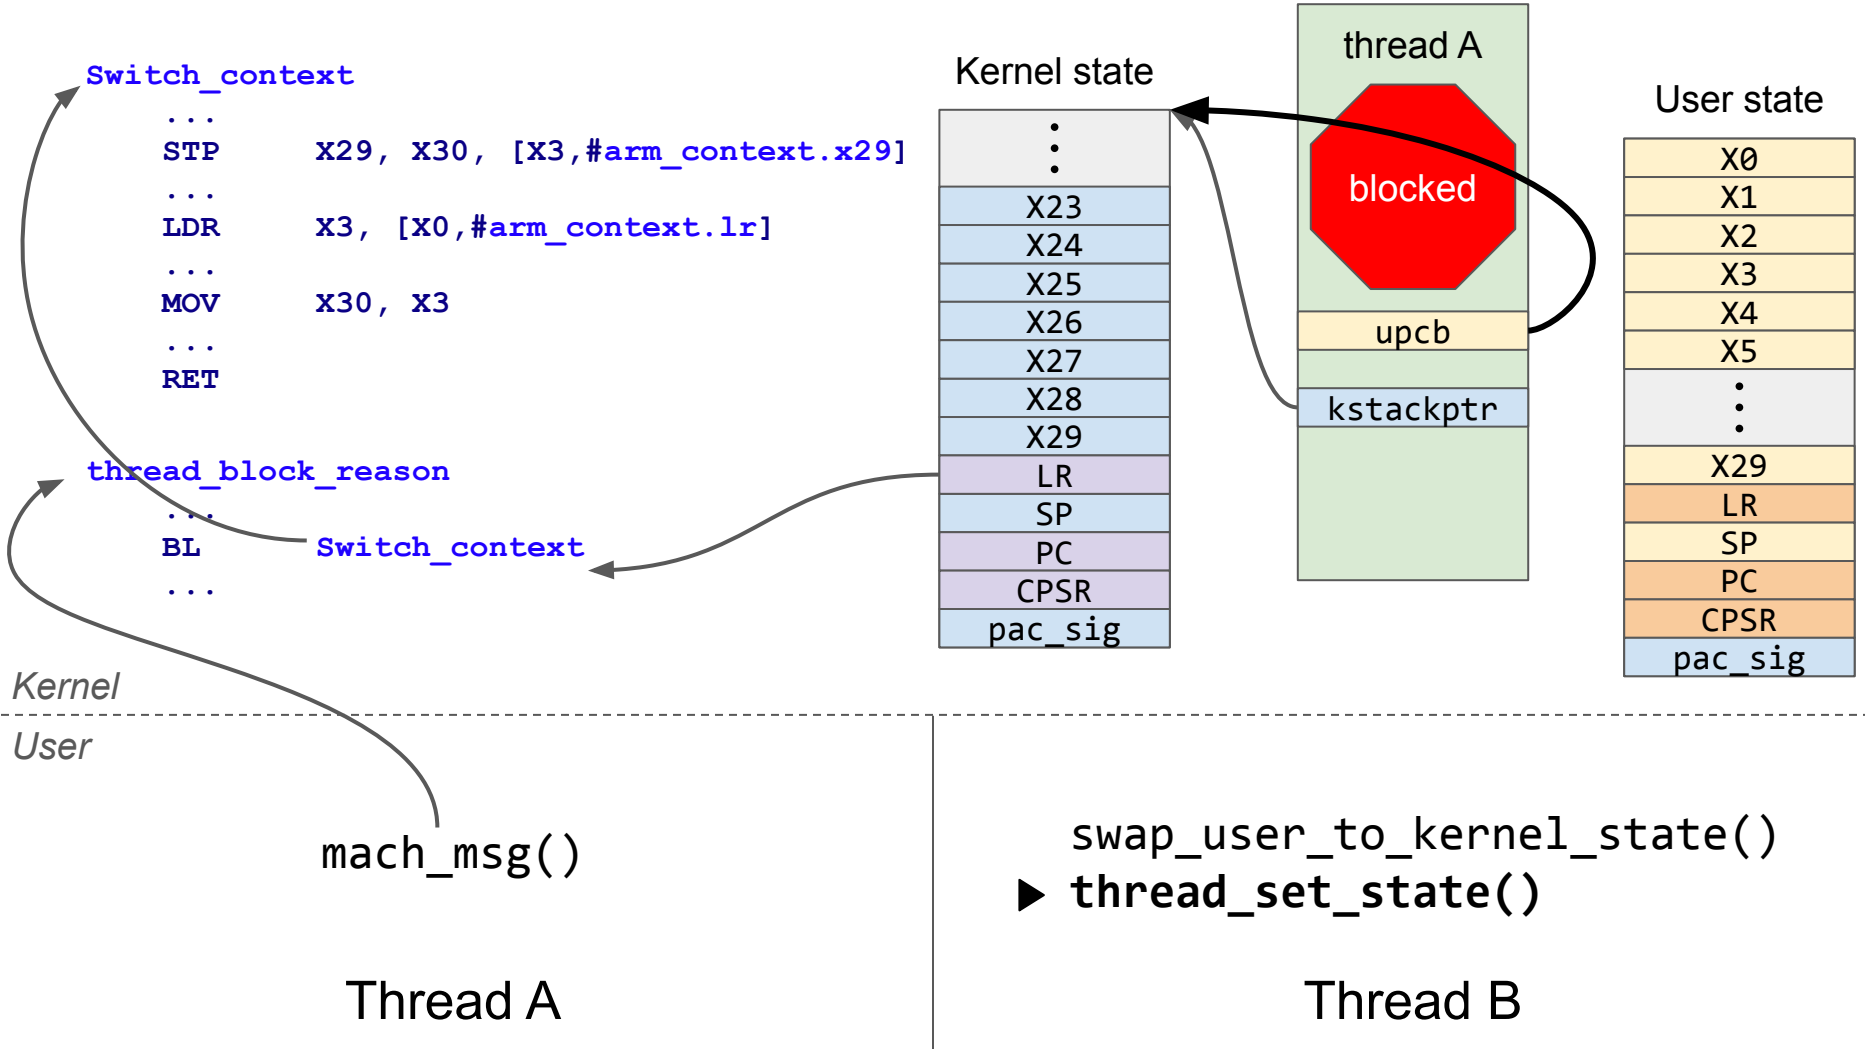 Switch_context
...
STP X29, X30, [X3,#arm_context.x29]
...
LDR X3, [X0,#arm_context.lr]
...
MOV X30, X3
...
RET
thread_block_reason
...
BL Switch_context
...
Kernel state
X23
X24
X25
X26
X27
X28
X29
LR
SP
PC
CPSR
pac_sig
thread A
blocked
upcb
kstackptr
User state
X0
X1
X2
X3
X4
X5
X29
LR
SP
PC
CPSR
pac_sig
Kernel
User
mach_msg()
Thread A
swap_user_to_kernel_state()
thread_set_state()
Thread B